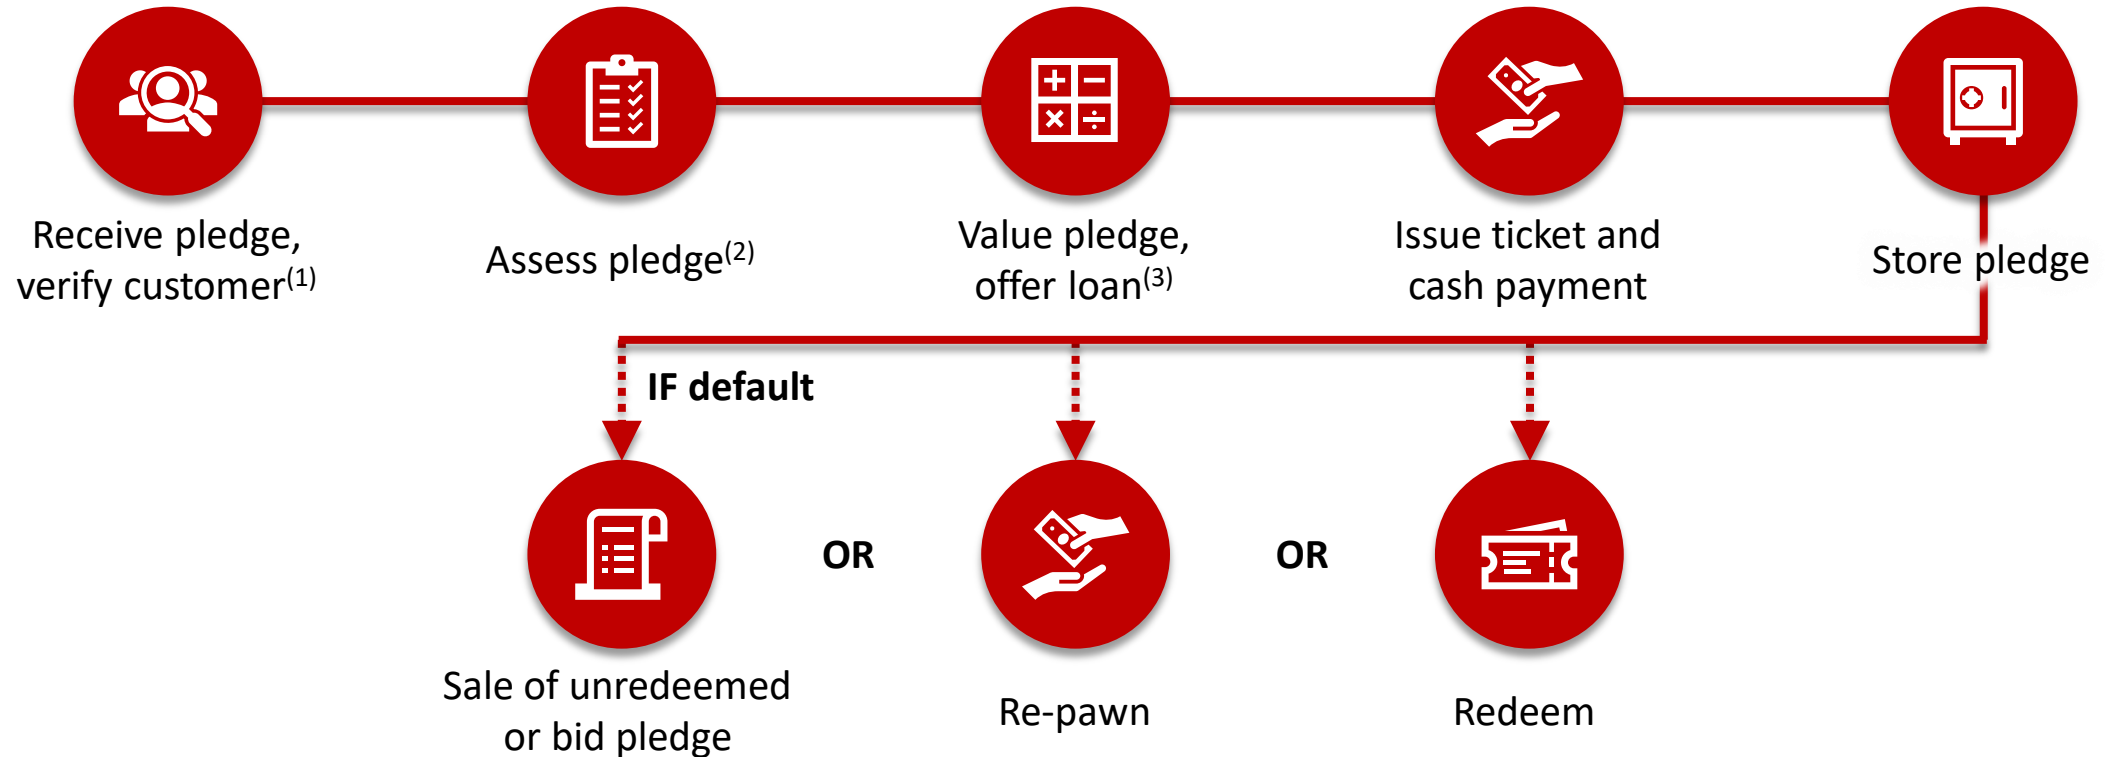 Receive pledge,
verify customer(1)
Assess pledge(2)
Value pledge,
offer loan(3)
Issue ticket and
cash payment
Store pledge
IF default
OR
OR
Sale of unredeemed
or bid pledge
Re-pawn
Redeem